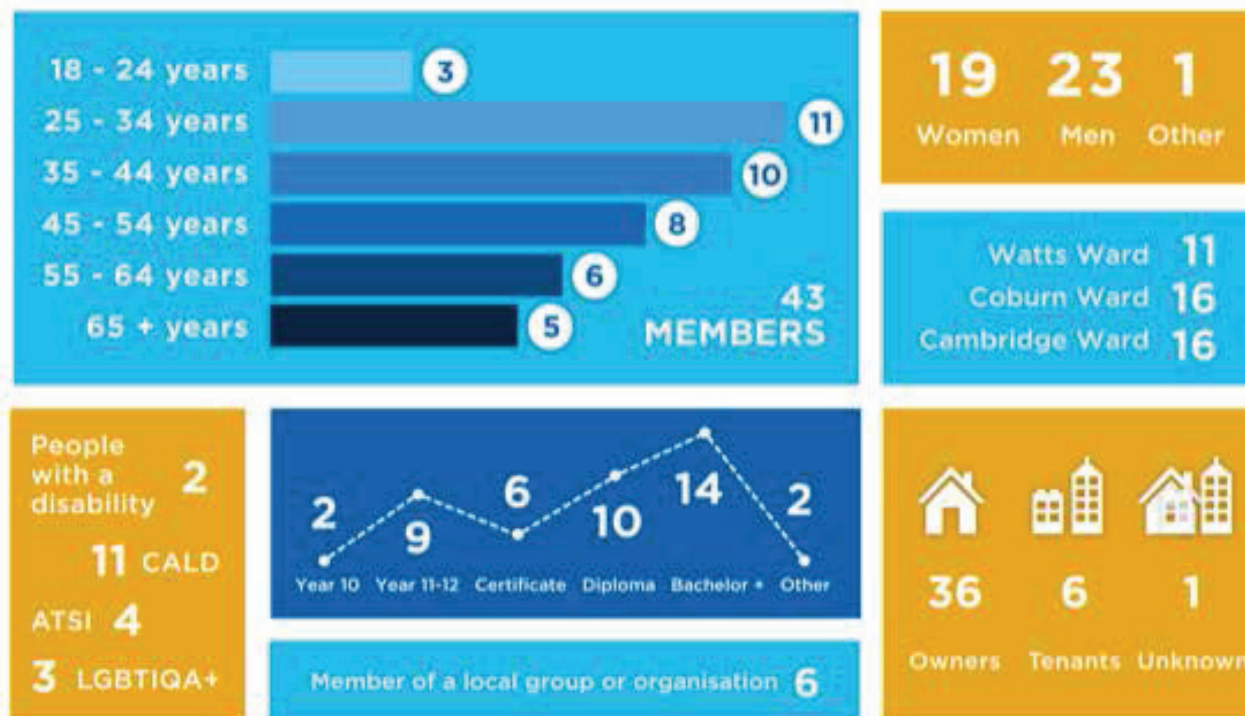 18 - 24 years 3
25 - 34 years 11
35 - 44 years 10
45 - 54 years 8
55 - 64 years 6
65 + years 5
43
MEMBERS
19 23 1
Women Men Other
Watts Ward 11
Coburn Ward 16
Cambridge Ward 16
People
with a
disability 2
11 CALD
ATSI 4
3 LGBTIQA+
2 9 6 10 14 2
Year 10 Year 11-12 Certificate Diploma Bachelor + Other
Member of a local group or organisation 6
36 6 1
Owners Tenants Unknown